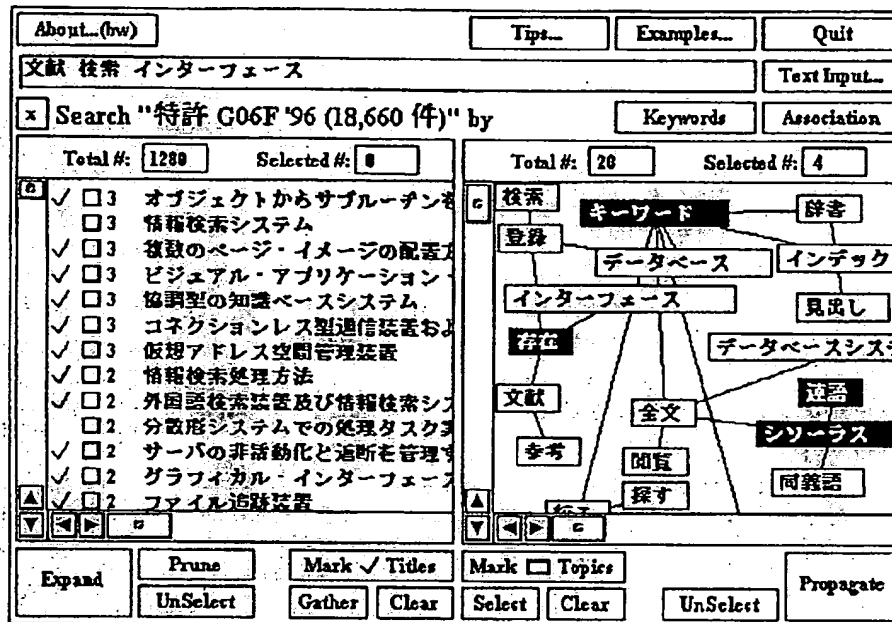 About...(bw)
Tips...
Examples...
Quit
文献 検索 インターフェース
Text Input...
x Search "特許 G06F '96 (18,660 件)" by
Keywords
Association
Total #: 1280 Selected #: 0
✓ □ 3 オブジェクトからサブルーチンを
□ 3 情報検索システム
✓ □ 3 複数のページ・イメージの配置方
✓ □ 3 ビジュアル・アプリケーション・
✓ □ 3 協調型の知識ベースシステム
✓ □ 3 コネクションレス型通信装置およ
✓ □ 3 仮想アドレス空間管理装置
✓ □ 2 情報検索処理方法
✓ □ 2 外国語検索装置及び情報検索シス
□ 2 分散形システムでの処理タスク実
✓ □ 2 サーバの非活動化と追断を管理す
✓ □ 2 グラフィカル・インターフェース
✓ □ 2 ファイル追跡装置
Total #: 20 Selected #: 4
検索
キーワード
辞書
登録
データベース
インデック
インターフェース
見出し
存在
データベースシステ
文献
全文
連語
シソーラス
参考
閲覧
同義語
探す
Expand
Prune
Mark ✓ Titles
UnSelect
Gather
Clear
Mark □ Topics
Select
Clear
UnSelect
Propagate